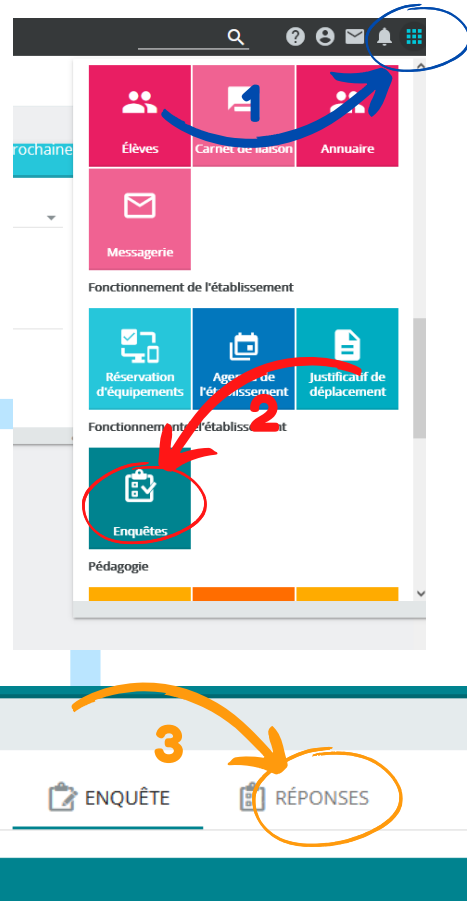 1
rochaine
Élèves
Carnet de liaison
Annuaire
Messagerie
Fonctionnement de l'établissement
Réservation
d'équipements
Agenda de
l'établissement
Justificatif de
déplacement
2
Fonctionnement l'établissement
Enquêtes
Pédagogie
3
ENQUÊTE
RÉPONSES